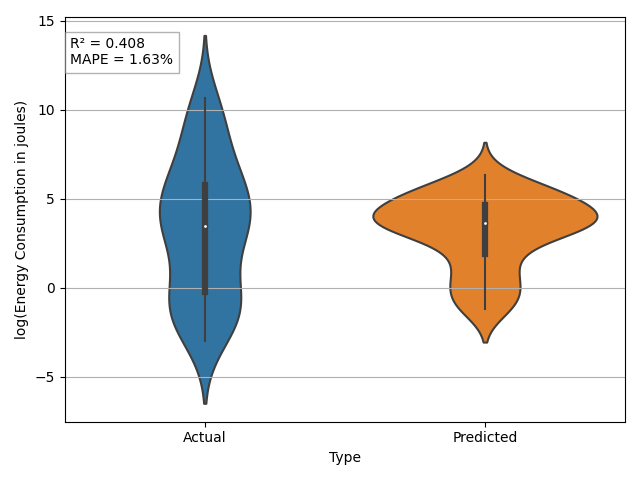 R² = 0.408
MAPE = 1.63%
log(Energy Consumption in joules)
15
10
5
0
−5
Actual
Predicted
Type